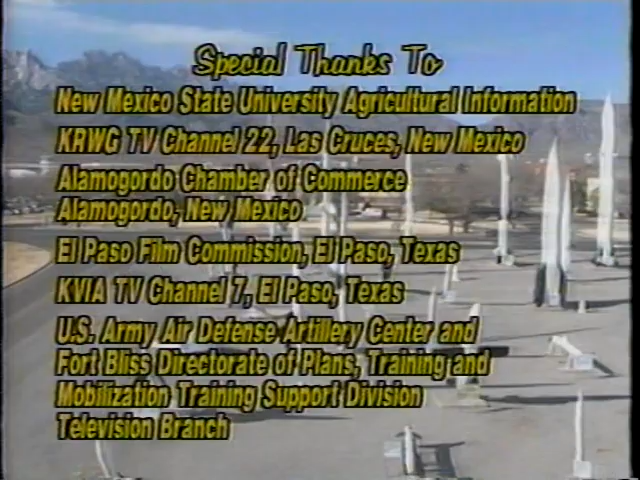 Special Thanks To
New Mexico State University Agricultural Information
KRWG TV Channel 22, Las Cruces, New Mexico
Alamogordo Chamber of Commerce
Alamogordo, New Mexico
El Paso Film Commission, El Paso, Texas
KVIA TV Channel 7, El Paso, Texas
U.S. Army Air Defense Artillery Center and
Fort Bliss Directorate of Plans, Training and
Mobilization Training Support Division
Television Branch